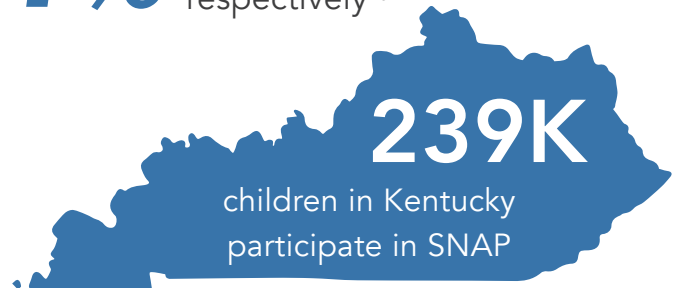 % respectively
239K
children in Kentucky
participate in SNAP